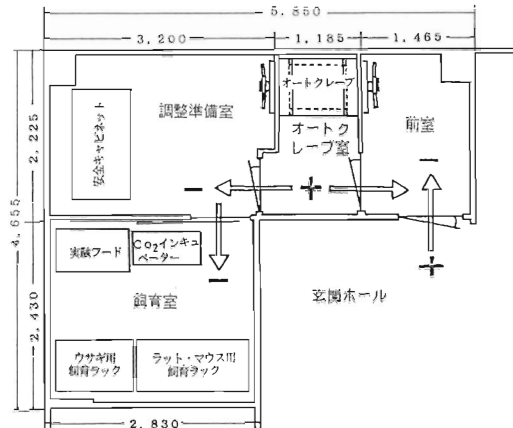 5,850
3,200
1,185
1,465
オートクレーブ
調整準備室
オートク
レーブ室
前室
安全キャビネット
2,225
4,655
2,430
−
+
−
+
実験フード
CO2インキュ
ベーター
−
飼育室
玄関ホール
ウサギ用
飼育ラック
ラット・マウス用
飼育ラック
2,830